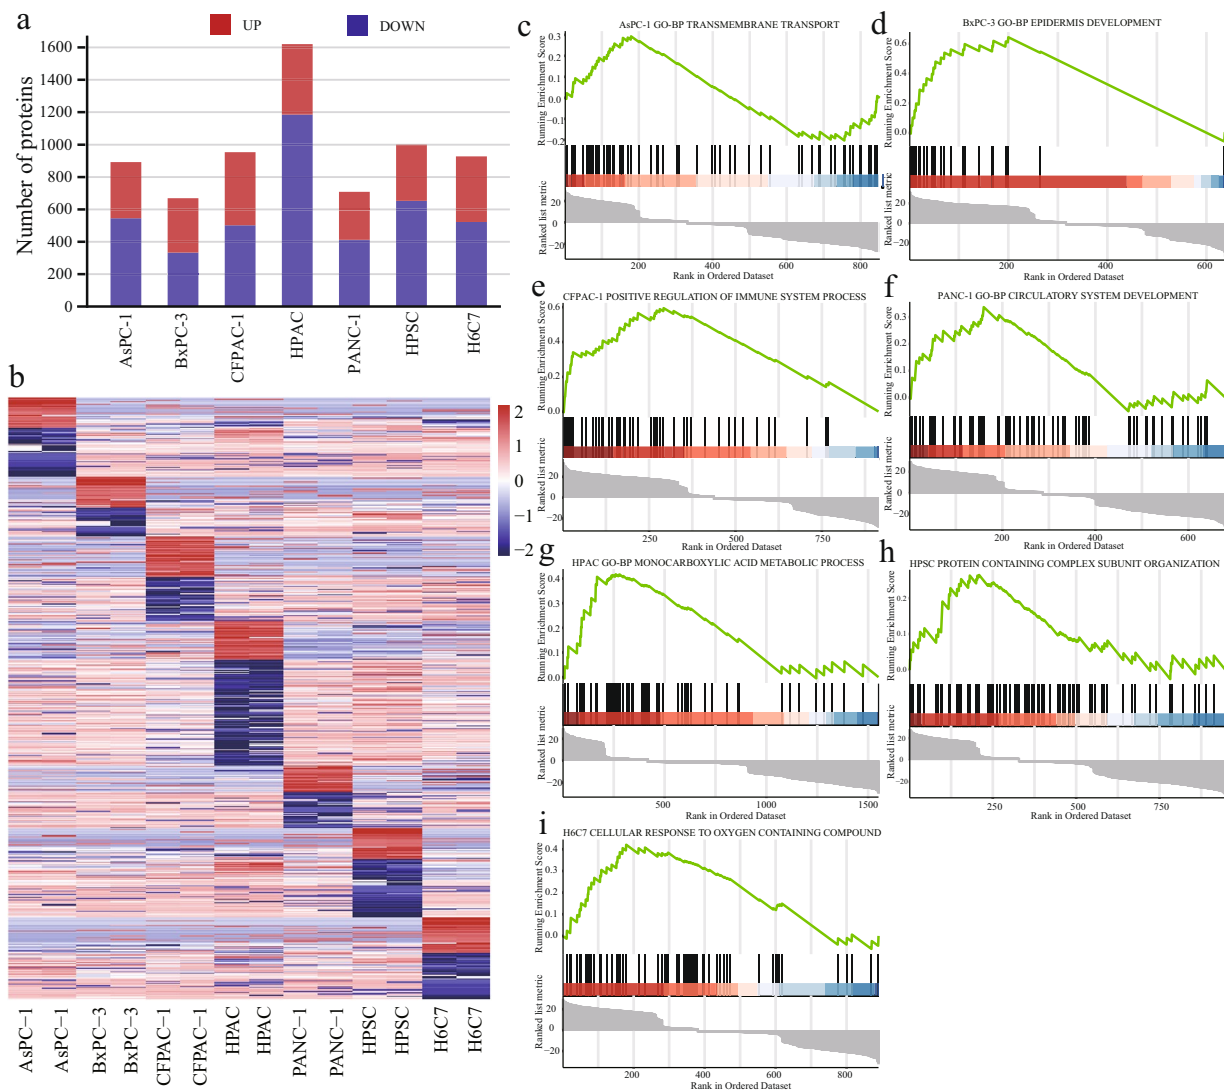 a
UP
DOWN
Number of proteins
1600
1400
1200
1000
800
600
400
200
0
AsPC-1
BxPC-3
CFPAC-1
HPAC
PANC-1
HPSC
H6C7
b
2
1
0
−1
−2
AsPC−1
AsPC−1
BxPC−3
BxPC−3
CFPAC−1
CFPAC−1
HPAC
HPAC
PANC−1
PANC−1
HPSC
HPSC
H6C7
H6C7
c
AsPC-1 GO-BP TRANSMEMBRANE TRANSPORT
Running Enrichment Score
0.3
0.2
0.1
0.0
-0.1
-0.2
Ranked list metric
20
0
−20
200
400
600
800
Rank in Ordered Dataset
d
BxPC-3 GO-BP EPIDERMIS DEVELOPMENT
Running Enrichment Score
0.6
0.4
0.2
0.0
Ranked list metric
20
0
−20
200
400
600
Rank in Ordered Dataset
e
CFPAC-1 POSITIVE REGULATION OF IMMUNE SYSTEM PROCESS
Running Enrichment Score
0.6
0.4
0.2
0.0
Ranked list metric
20
0
−20
250
500
750
Rank in Ordered Dataset
f
PANC-1 GO-BP CIRCULATORY SYSTEM DEVELOPMENT
Running Enrichment Score
0.3
0.2
0.1
0.0
Ranked list metric
20
0
−20
200
400
600
Rank in Ordered Dataset
g
HPAC GO-BP MONOCARBOXYLIC ACID METABOLIC PROCESS
Running Enrichment Score
0.4
0.3
0.2
0.1
0.0
Ranked list metric
20
0
−20
500
1000
1500
Rank in Ordered Dataset
h
HPSC PROTEIN CONTAINING COMPLEX SUBUNIT ORGANIZATION
Running Enrichment Score
0.2
0.1
0.0
Ranked list metric
20
0
−20
250
500
750
Rank in Ordered Dataset
i
H6C7 CELLULAR RESPONSE TO OXYGEN CONTAINING COMPOUND
Running Enrichment Score
0.4
0.3
0.2
0.1
0.0
Ranked list metric
20
0
−20
200
400
600
800
Rank in Ordered Dataset